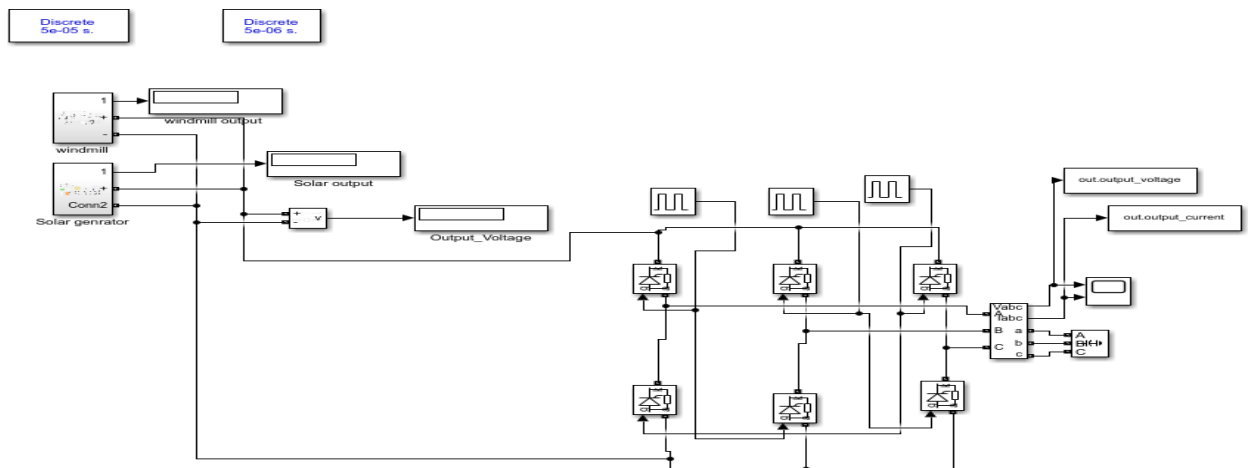 Discrete
5e-05 s.
Discrete
5e-06 s.
1
+
-
windmill output
windmill
1
+
Conn2
Solar output
Solar genrator
+
-
v
Output_Voltage
out.output_voltage
out.output_current
Vabc
A
Iabc
B
a
A
b
B
C
c
C